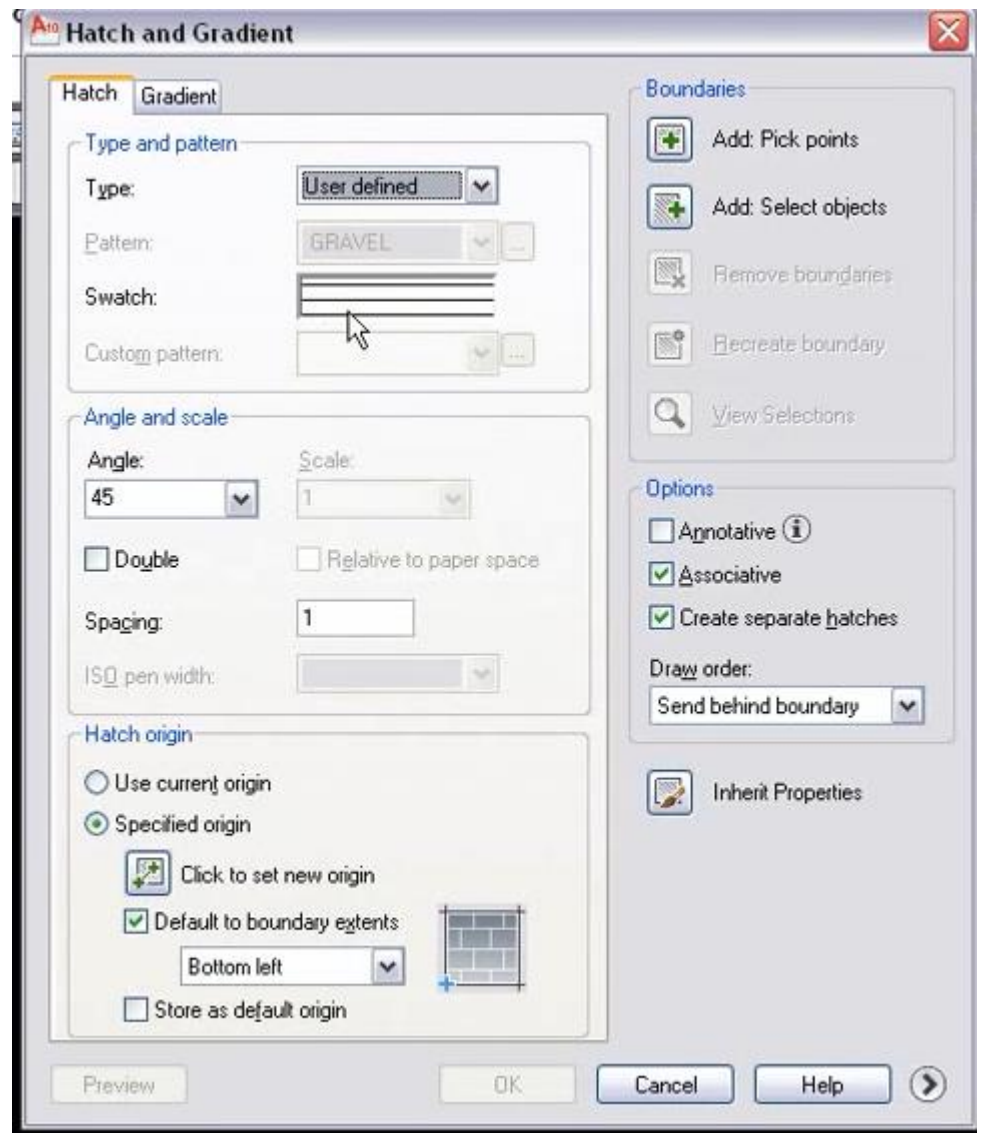 Hatch and Gradient
Hatch Gradient
Type and pattern
Type: User defined
Pattern: GRAVEL ...
Swatch:
Custom pattern: ...
Angle and scale
Angle: Scale:
45 1
Double Relative to paper space
Spacing: 1
ISO pen width:
Hatch origin
Use current origin
Specified origin
Click to set new origin
Default to boundary extents
Bottom left
Store as default origin
Boundaries
Add: Pick points
Add: Select objects
Remove boundaries
Recreate boundary
View Selections
Options
Annotative
Associative
Create separate hatches
Draw order:
Send behind boundary
Inherit Properties
Preview OK Cancel Help